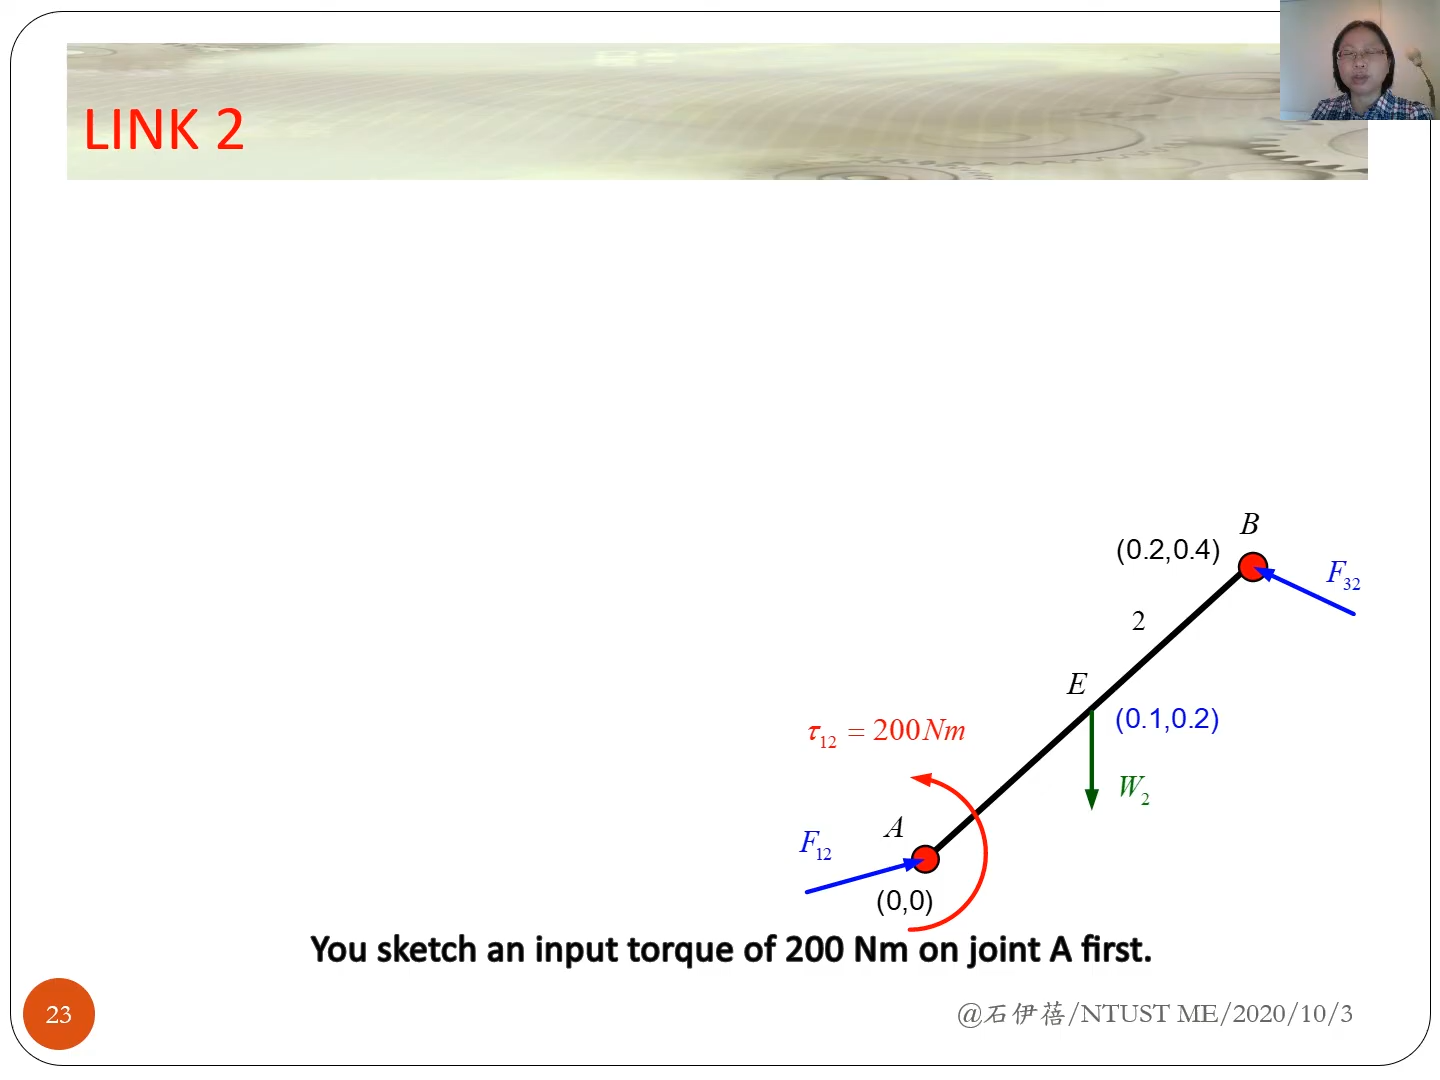 LINK 2
B
(0.2,0.4)
F32
2
E
(0.1,0.2)
τ12 = 200Nm
W2
A
F12
(0,0)
You sketch an input torque of 200 Nm on joint A first.
23
@石伊蓓/NTUST ME/2020/10/3